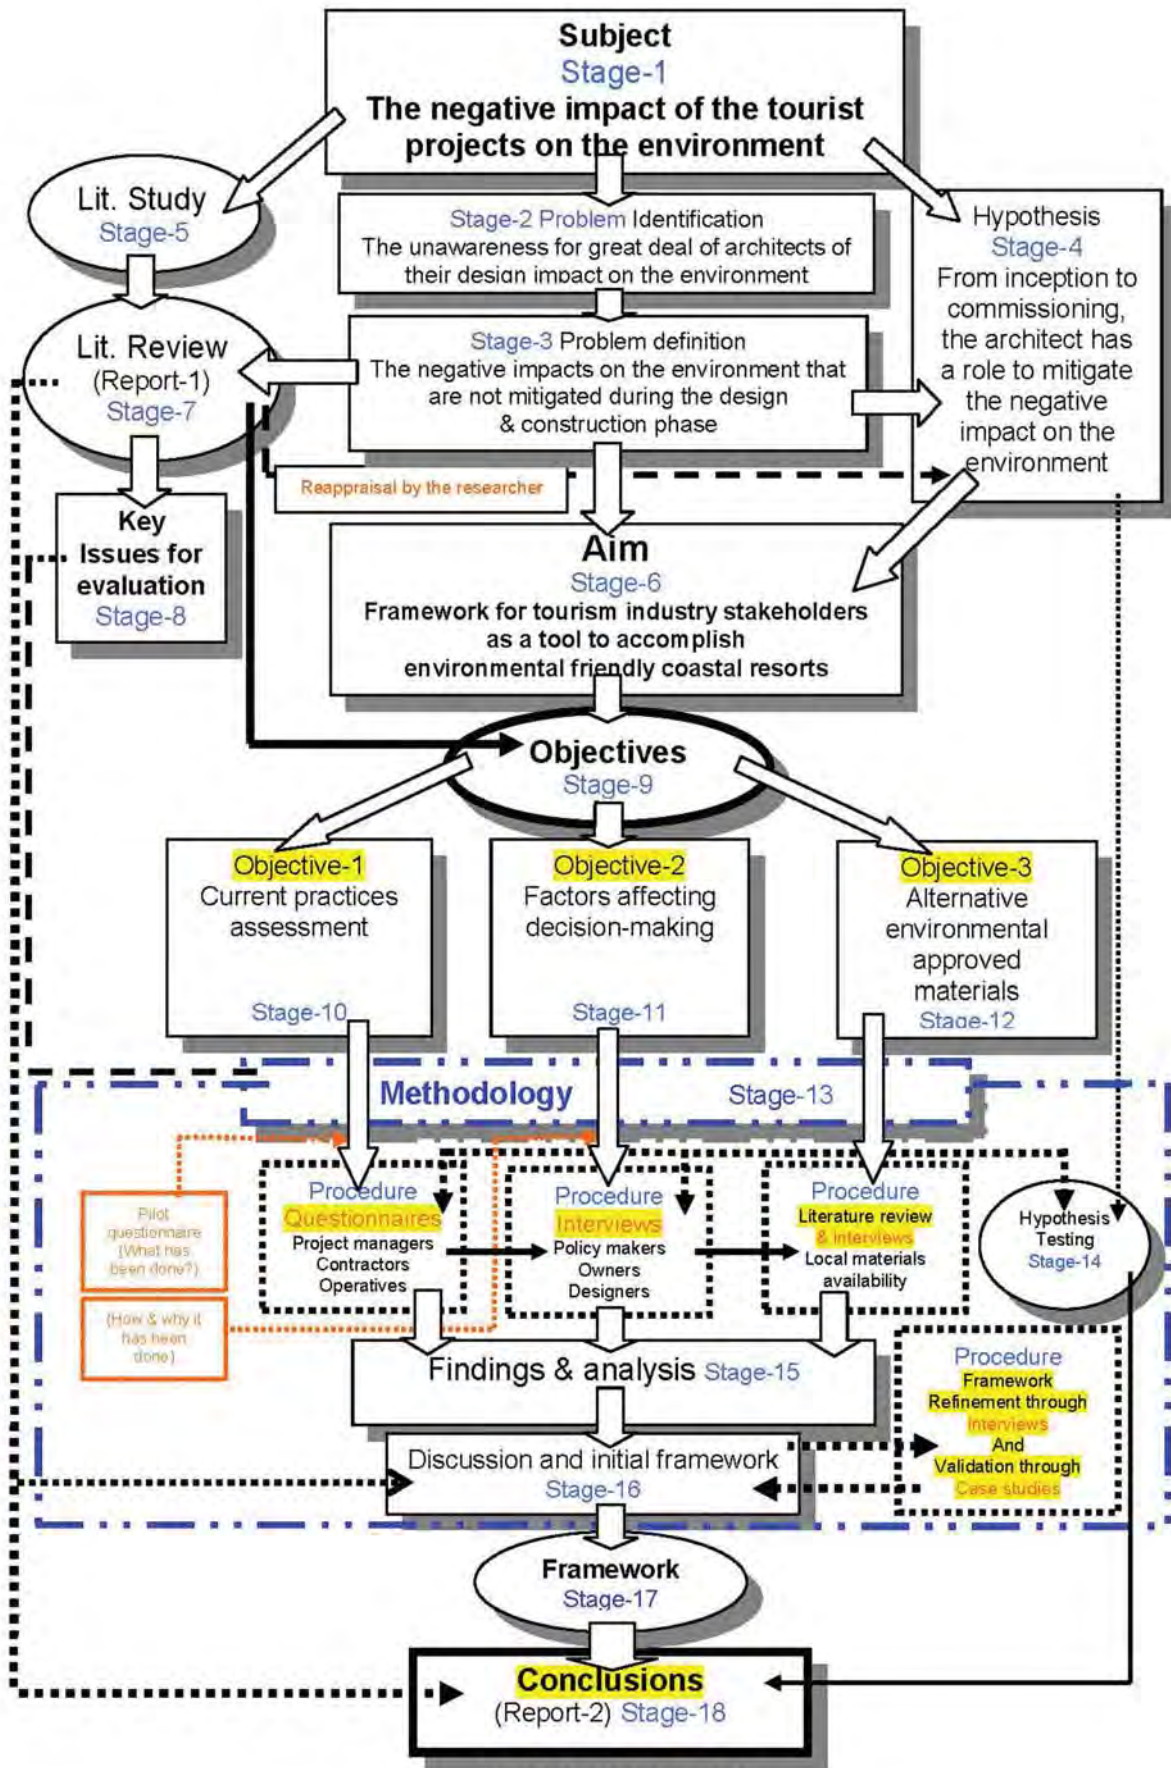 Subject
Stage-1
The negative impact of the tourist
projects on the environment
Lit. Study
Stage-5
Stage-2 Problem Identification
The unawareness for great deal of architects of
their design impact on the environment
Hypothesis
Stage-4
From inception to
commissioning,
the architect has
a role to mitigate
the negative
impact on the
environment
Lit. Review
(Report-1)
Stage-7
Stage-3 Problem definition
The negative impacts on the environment that
are not mitigated during the design
& construction phase
Reappraisal by the researcher
Key
Issues for
evaluation
Stage-8
Aim
Stage-6
Framework for tourism industry stakeholders
as a tool to accomplish
environmental friendly coastal resorts
Objectives
Stage-9
Objective-1
Current practices
assessment
Stage-10
Objective-2
Factors affecting
decision-making
Stage-11
Objective-3
Alternative
environmental
approved
materials
Stage-12
Methodology Stage-13
Pilot
questionnaire
(What has
been done?)
(How & why it
has been
done)
Procedure
Questionnaires
Project managers
Contractors
Operatives
Procedure
Interviews
Policy makers
Owners
Designers
Procedure
Literature review
& interviews
Local materials
availability
Hypothesis
Testing
Stage-14
Findings & analysis Stage-15
Procedure
Framework
Refinement through
Interviews
And
Validation through
Case studies
Discussion and initial framework
Stage-16
Framework
Stage-17
Conclusions
(Report-2) Stage-18